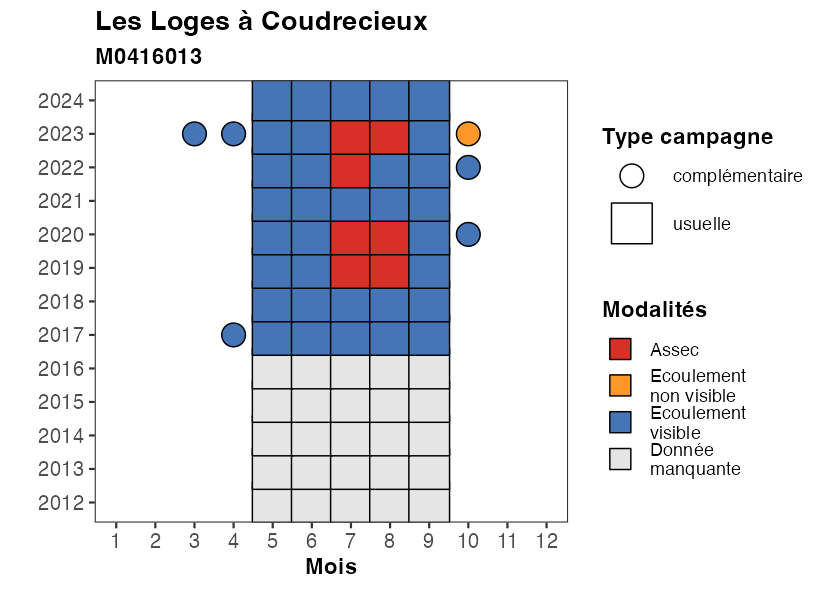 Les Loges à Coudrecieux
M0416013
2024
2023
2022
2021
2020
2019
2018
2017
2016
2015
2014
2013
2012
1 2 3 4 5 6 7 8 9 10 11 12
Mois
Type campagne
complémentaire
usuelle
Modalités
Assec
Ecoulement
non visible
Ecoulement
visible
Donnée
manquante